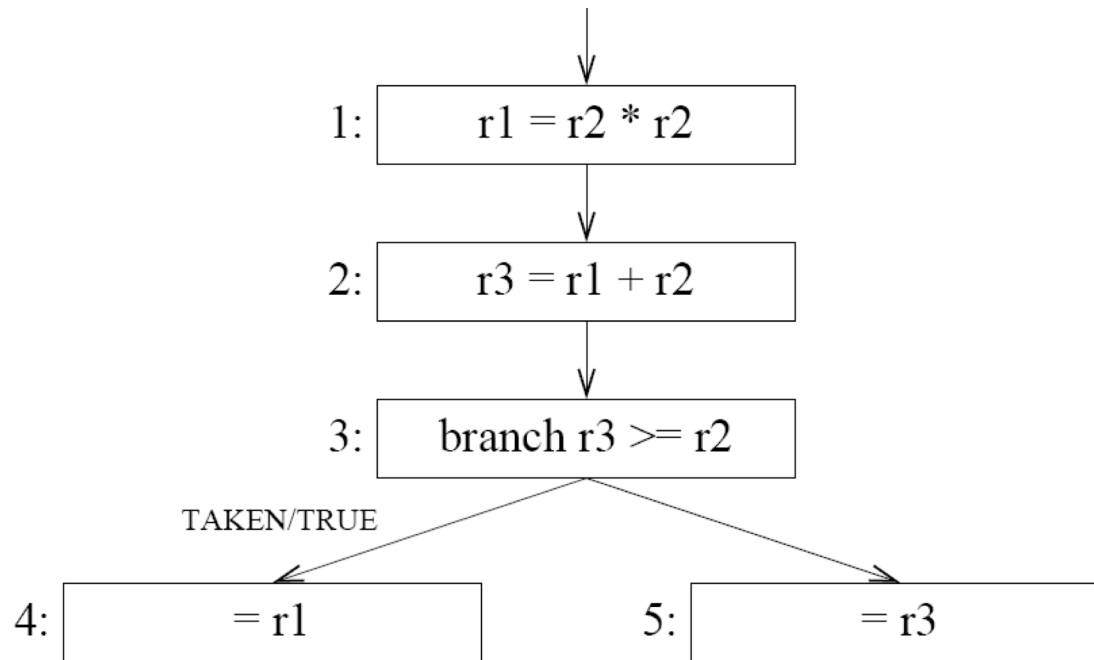 1: r1 = r2 * r2
2: r3 = r1 + r2
3: branch r3 >= r2
TAKEN/TRUE
4: = r1
5: = r3